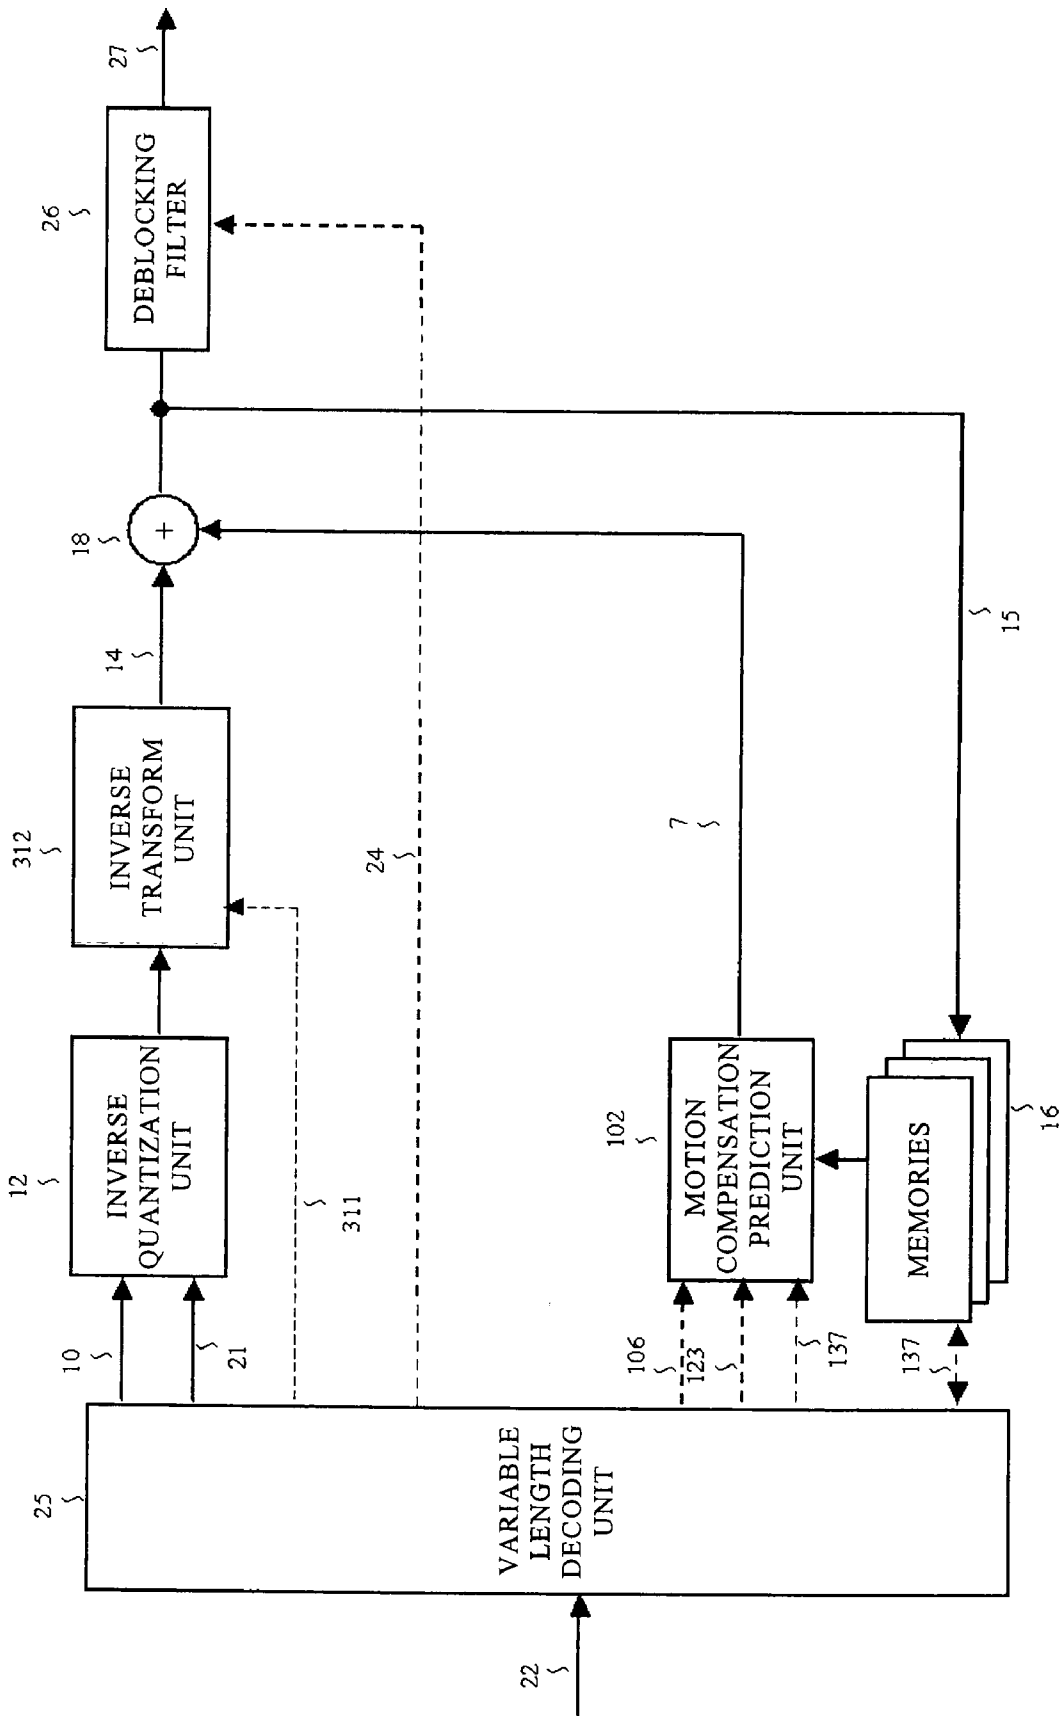 22
25
VARIABLE
LENGTH
DECODING
UNIT
10
21
12
INVERSE
QUANTIZATION
UNIT
311
312
INVERSE
TRANSFORM
UNIT
14
18
+
26
DEBLOCKING
FILTER
27
24
106
123
137
102
MOTION
COMPENSATION
PREDICTION
UNIT
7
137
MEMORIES
16
15